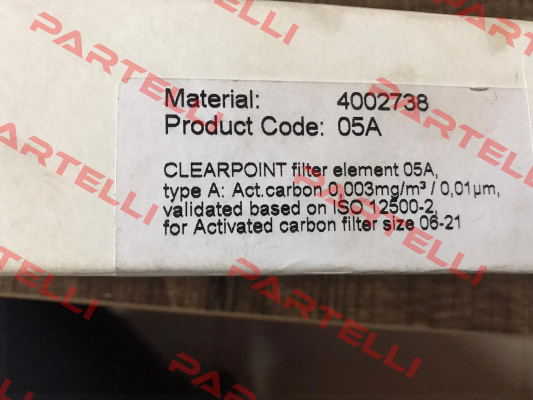 Material: 4002738
Product Code: 05A
CLEARPOINT filter element 05A,
type A: Act.carbon 0,003mg/m³ / 0,01µm,
validated based on ISO 12500-2,
for Activated carbon filter size 06-21
PARTELLI
PARTELLI
PARTELLI
PARTELLI
PARTELLI
PARTELLI
PARTELLI